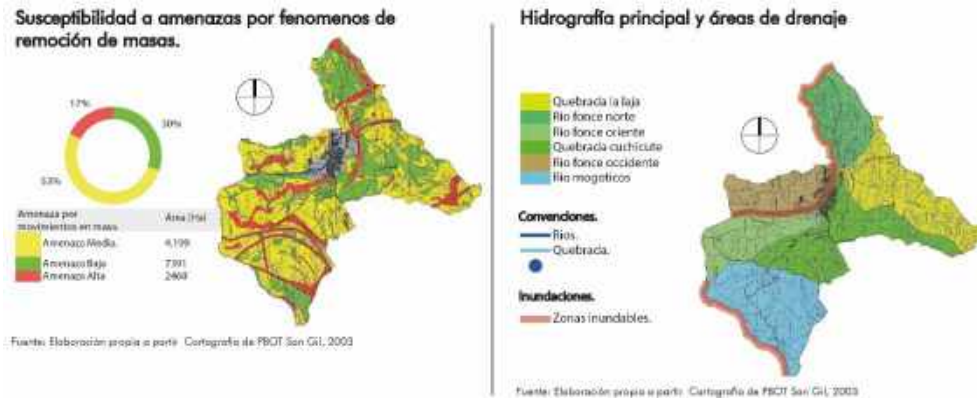 Susceptibilidad a amenazas por fenomenos de
remoción de masas.
17%
30%
53%
Amenaza por
movimientos en masa
Área (Ha)
Amenaza Media. 4,199
Amenaza Baja 7391
Amenaza Alta 2468
Fuente: Elaboración propia a partir Cartografía de PBOT San Gil, 2003
Hidrografía principal y áreas de drenaje
Quebrada la laja
Rio fonce norte
Rio fonce oriente
Quebrada cuchicute
Rio fonce occidente
Rio mogoticos
Convenciones.
Rios.
Quebrada.
Inundaciones.
Zonas inundables.
Fuente: Elaboración propia a partir Cartografía de PBOT San Gil, 2003